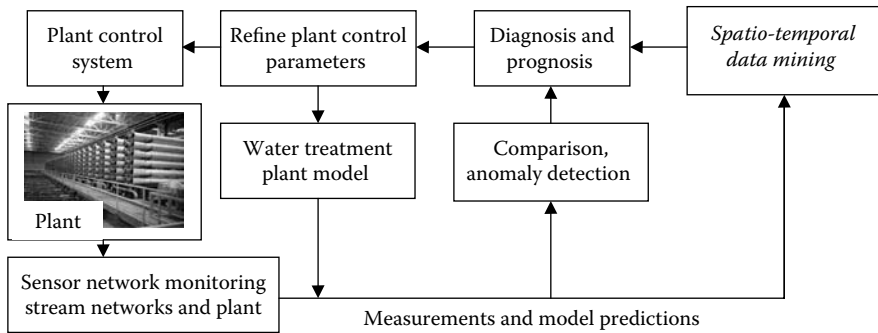 Plant control
system
Refine plant control
parameters
Diagnosis and
prognosis
Spatio-temporal
data mining
Plant
Water treatment
plant model
Comparison,
anomaly detection
Sensor network monitoring
stream networks and plant
Measurements and model predictions